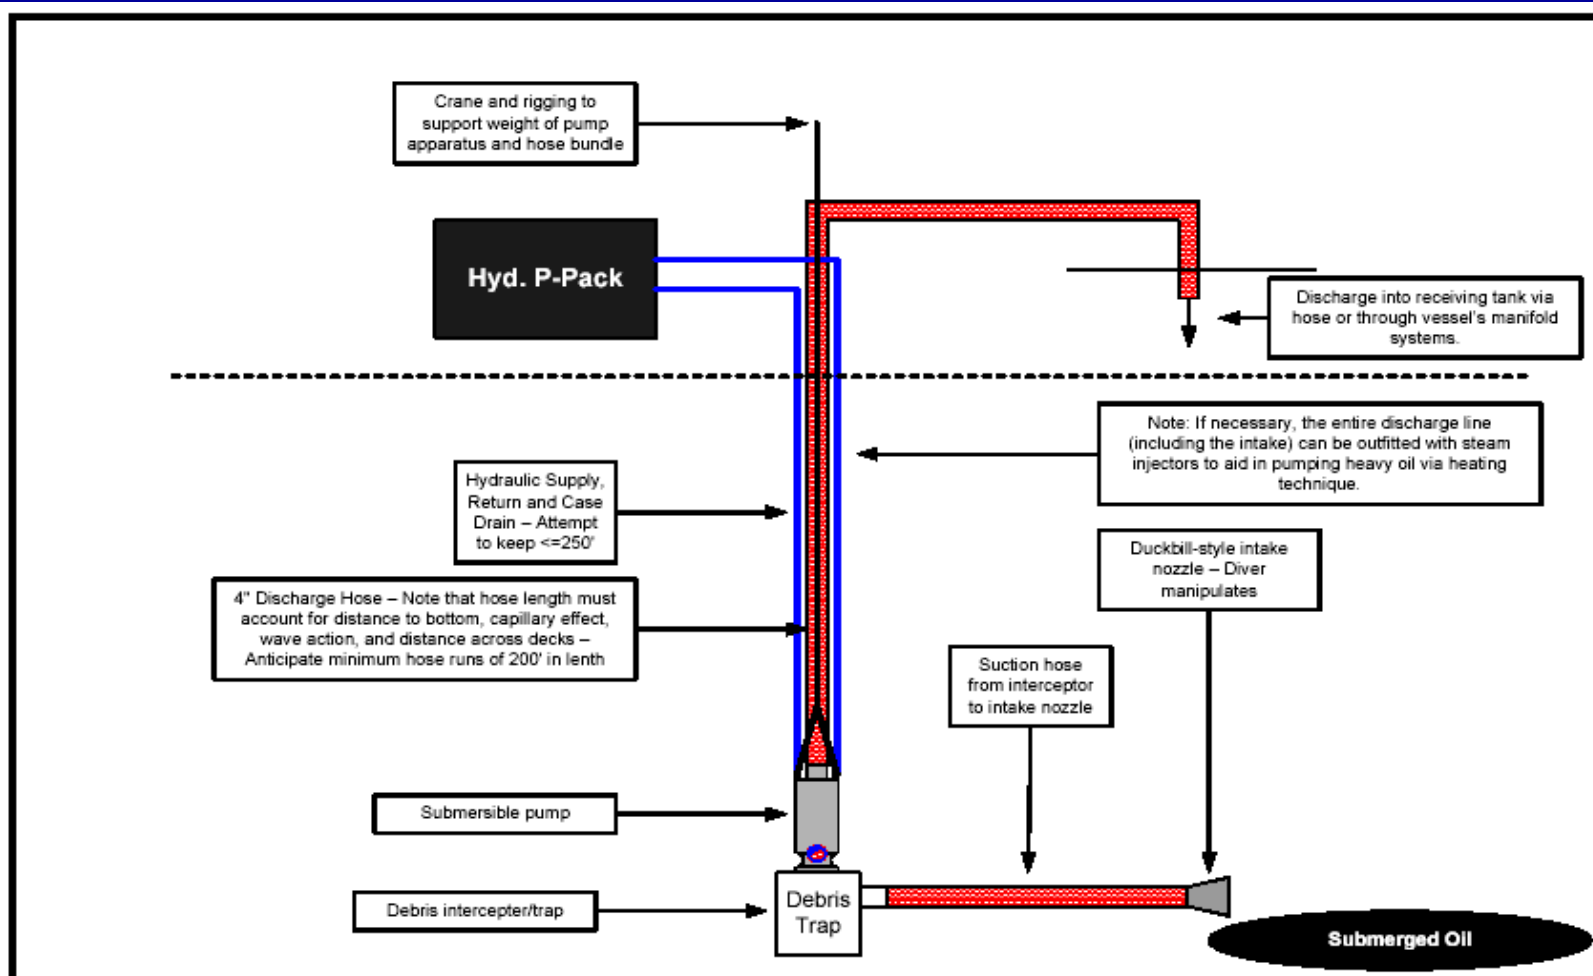 Crane and rigging to
support weight of pump
apparatus and hose bundle
Hyd. P-Pack
Discharge into receiving tank via
hose or through vessel's manifold
systems.
Note: If necessary, the entire discharge line
(including the intake) can be outfitted with steam
injectors to aid in pumping heavy oil via heating
technique.
Hydraulic Supply,
Return and Case
Drain – Attempt
to keep <=250'
Duckbill-style intake
nozzle – Diver
manipulates
4" Discharge Hose – Note that hose length must
account for distance to bottom, capillary effect,
wave action, and distance across decks –
Anticipate minimum hose runs of 200' in lenth
Suction hose
from interceptor
to intake nozzle
Submersible pump
Debris intercepter/trap
Debris
Trap
Submerged Oil